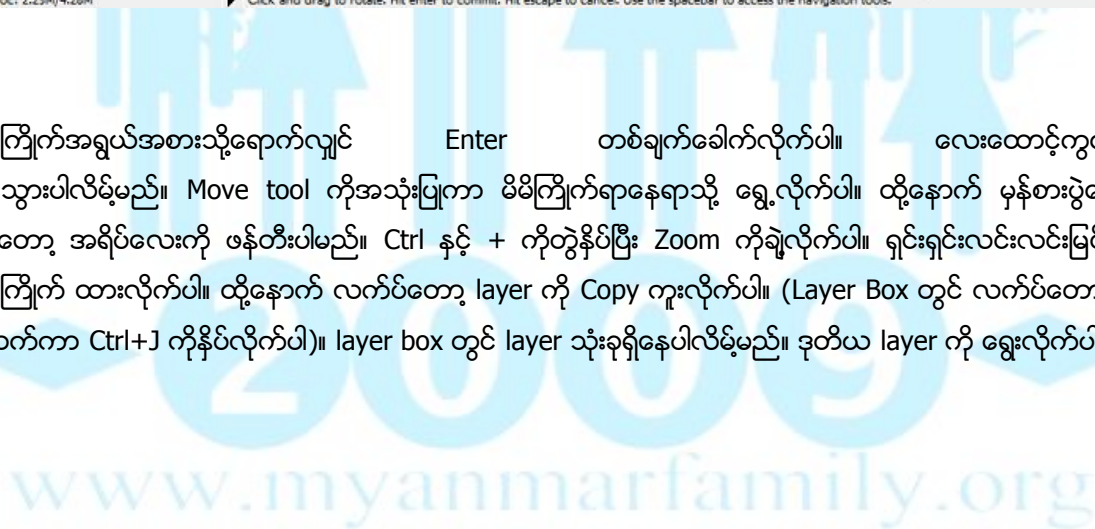 Click and drag to rotate. Hit enter to commit. Hit escape to cancel. Use the spacebar to access the navigation tools.
ကြိုက်အရွယ်အစားသို့ရောက်လျှင် Enter တစ်ချက်ခေါက်လိုက်ပါ။ လေးထောင့်ကွ
သွားပါလိမ့်မည်။ Move tool ကိုအသုံးပြုကာ မိမိကြိုက်ရာနေရာသို့ ရွှေ့လိုက်ပါ။ ထို့နောက် မှန်စားပွဲ
တော့ အရိပ်လေးကို ဖန်တီးပါမည်။ Ctrl နှင့် + ကိုတွဲနှိပ်ပြီး Zoom ကိုချဲ့လိုက်ပါ။ ရှင်းရှင်းလင်းလင်းမြ
ကြိုက် ထားလိုက်ပါ။ ထို့နောက် လက်ပ်တော့ layer ကို Copy ကူးလိုက်ပါ။ (Layer Box တွင် လက်ပ်တော
က်ကာ Ctrl+J ကိုနှိပ်လိုက်ပါ)။ layer box တွင် layer သုံးခုရှိနေပါလိမ့်မည်။ ဒုတိယ layer ကို ရွေးလိုက်ပ
2009
www.myanmarfamily.org